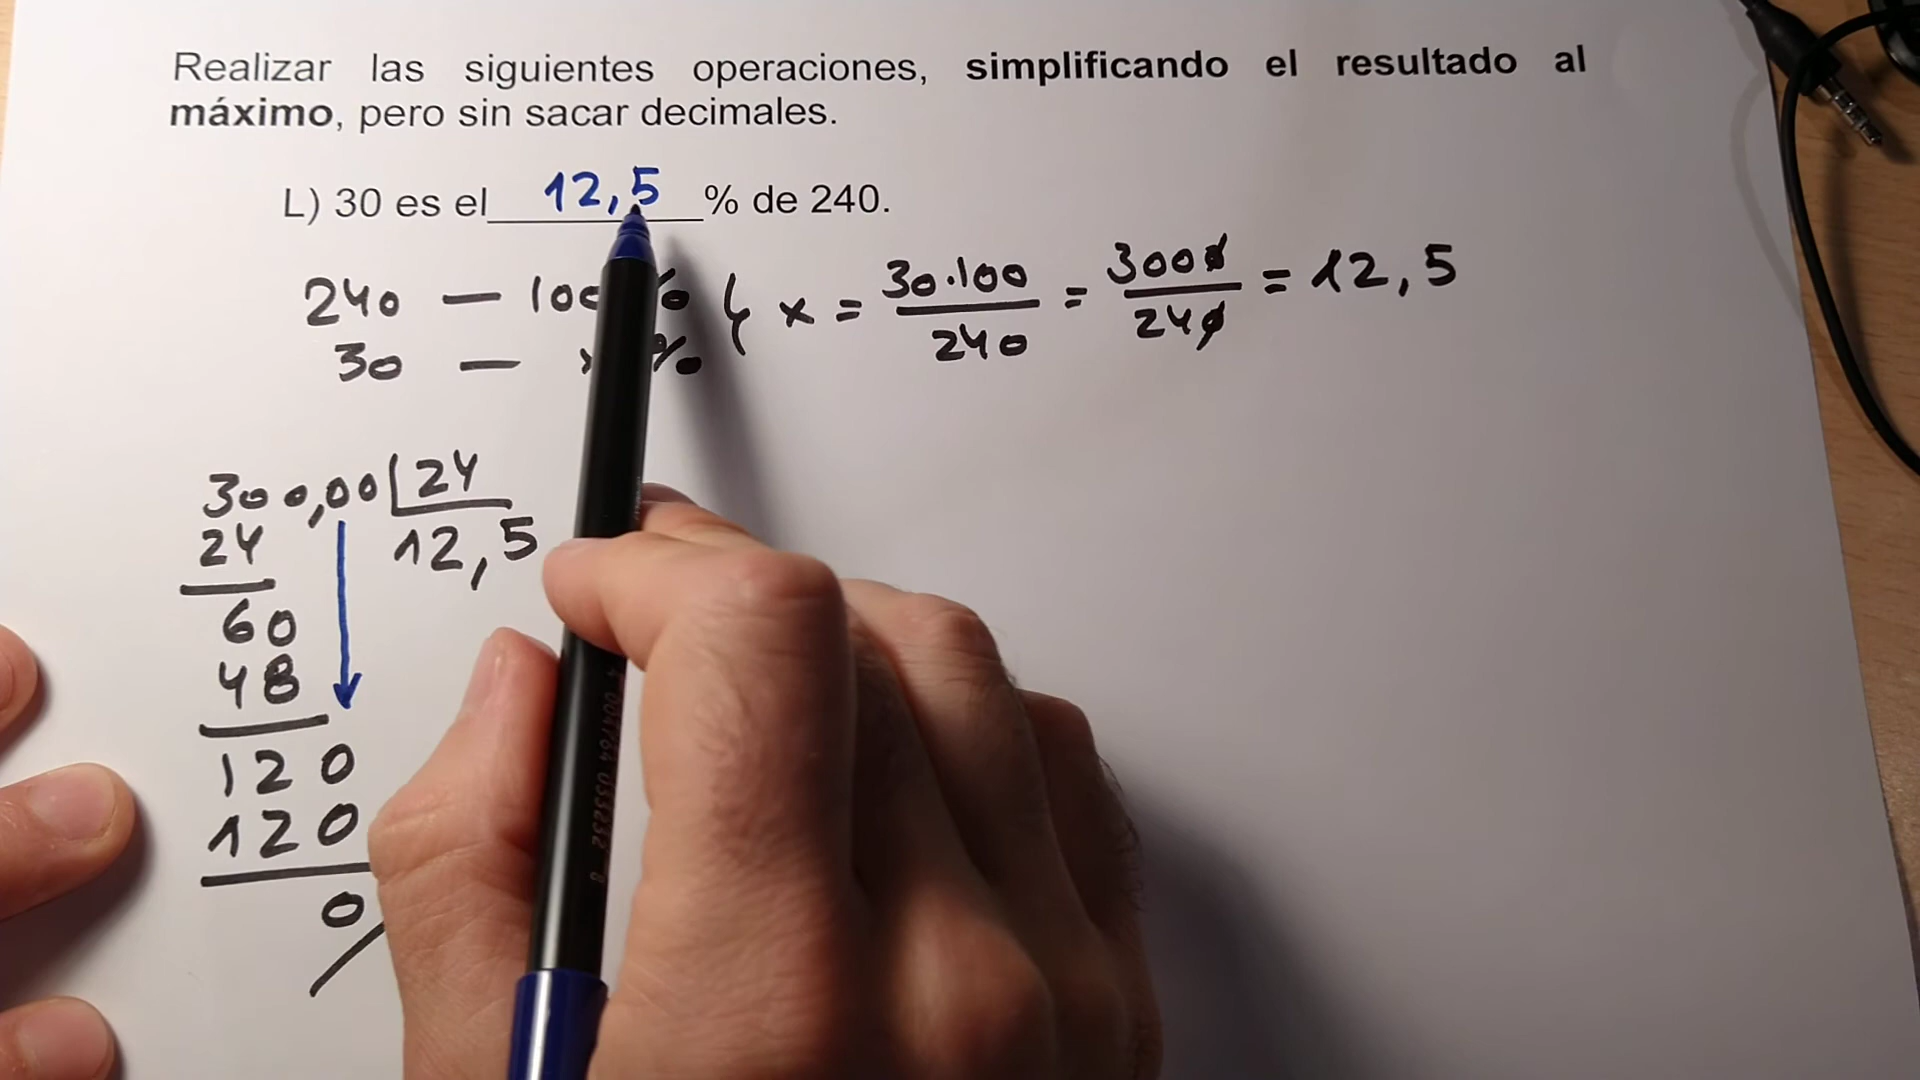 Realizar las siguientes operaciones, simplificando el resultado al
máximo, pero sin sacar decimales.
L) 30 es el 12,5 % de 240.
240 — 100 % x = 30·100 / 240 = 3000 / 240 = 12,5
30 — x %
300,00 24
24 12,5
60
48
120
120
0